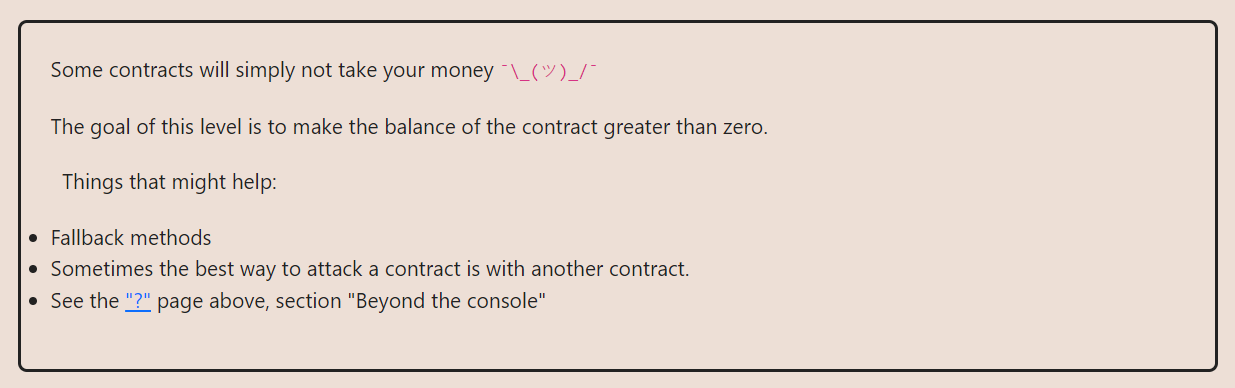 Some contracts will simply not take your money ¯\_(ツ)_/¯
The goal of this level is to make the balance of the contract greater than zero.
Things that might help:
• Fallback methods
• Sometimes the best way to attack a contract is with another contract.
• See the "?" page above, section "Beyond the console"